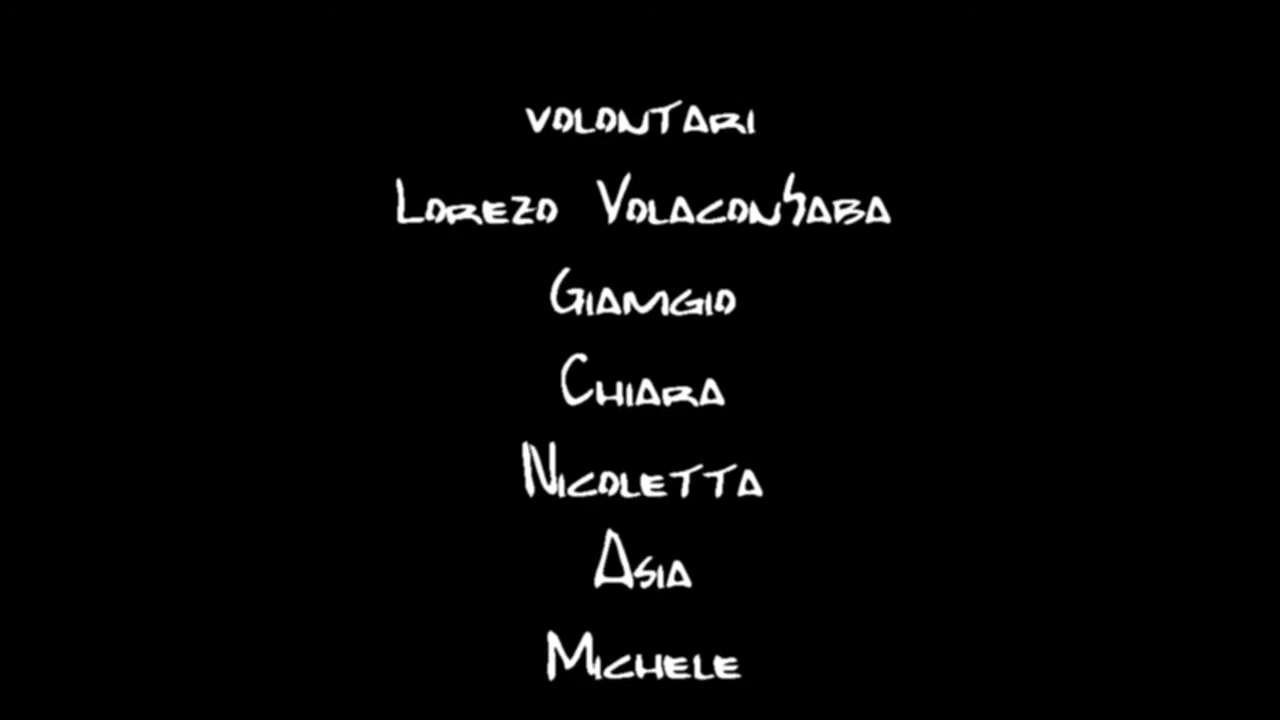 volontari
Lorezo VolaconSaba
Giamgio
Chiara
Nicoletta
Asia
Michele